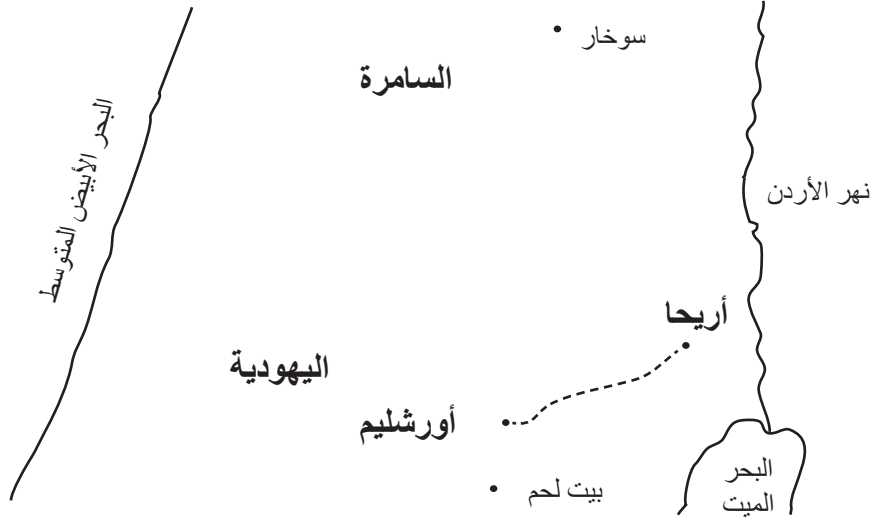 سوخار
السامرة
البحر الأبيض المتوسط
نهر الأردن
أريحا
اليهودية
أورشليم
البحر
الميت
بيت لحم